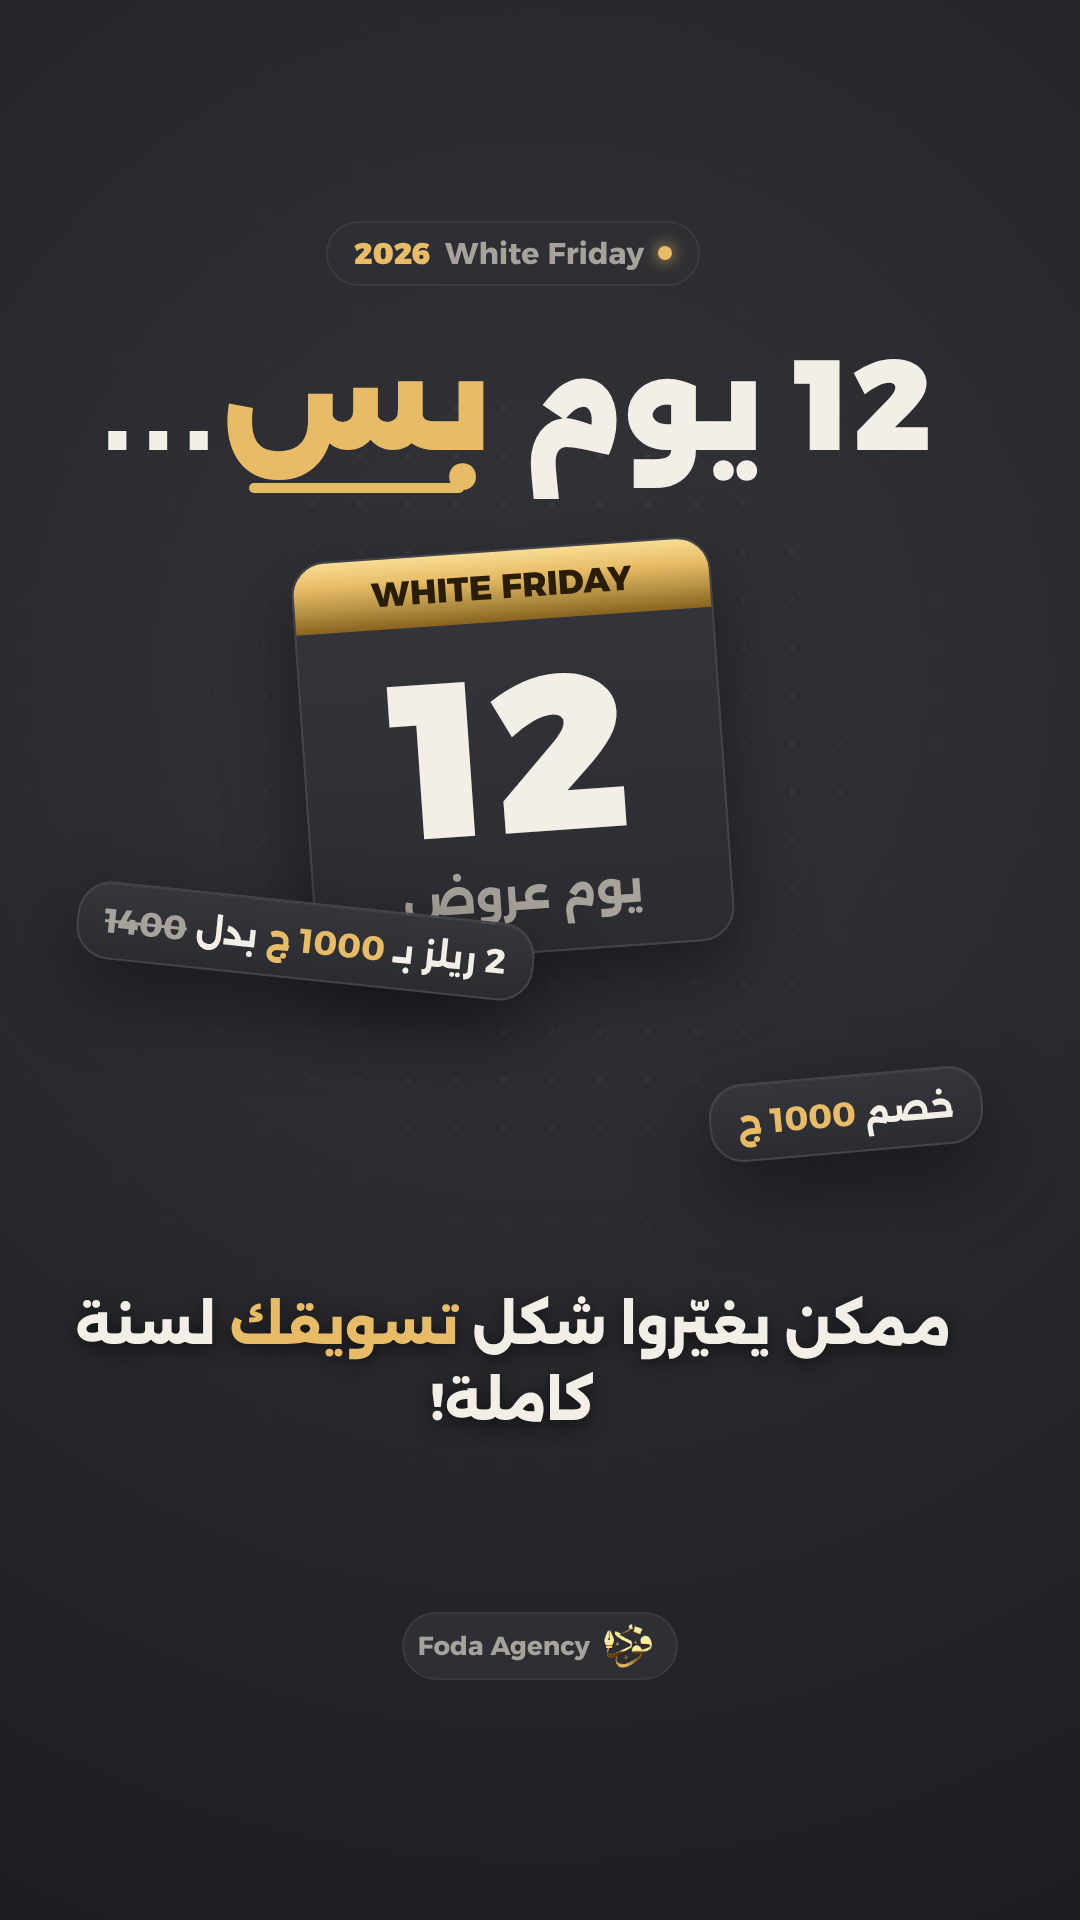 2026 White Friday
12 يوم بس...
WHITE FRIDAY
12
يوم عروض
2 ريلز بـ 1000 ج بدل 1400
خصم 1000 ج
ممكن يغيّروا شكل تسويقك لسنة
كاملة!
Foda Agency فوده